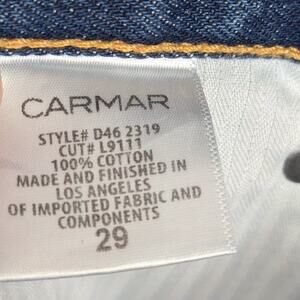 CARMAR
STYLE# D46 2319
CUT# L9111
100% COTTON
MADE AND FINISHED IN
LOS ANGELES
OF IMPORTED FABRIC AND
COMPONENTS
29